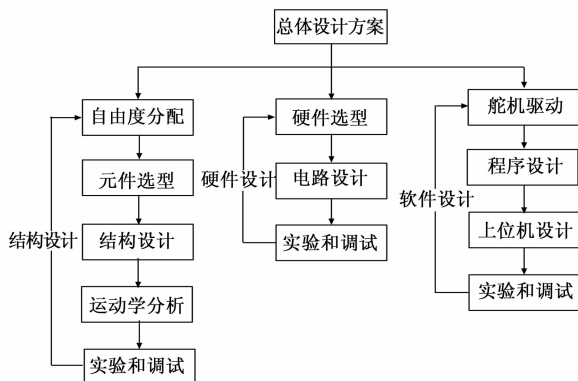 总体设计方案
自由度分配
元件选型
结构设计
结构设计
运动学分析
实验和调试
硬件选型
硬件设计
电路设计
实验和调试
舵机驱动
程序设计
软件设计
上位机设计
实验和调试